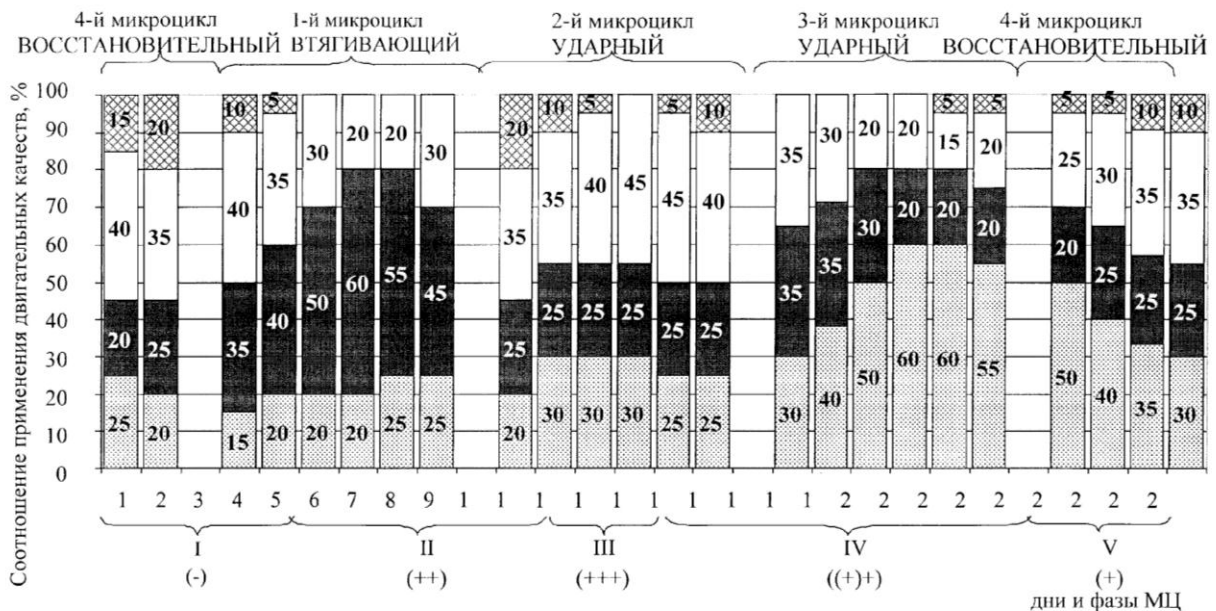 4-й микроцикл 1-й микроцикл 2-й микроцикл 3-й микроцикл 4-й микроцикл
ВОССТАНОВИТЕЛЬНЫЙ ВТЯГИВАЮЩИЙ УДАРНЫЙ УДАРНЫЙ ВОССТАНОВИТЕЛЬНЫЙ
Соотношение применения двигательных качеств, %
100
90
80
70
60
50
40
30
20
10
0
15 40 20 25
20 35 25 20
10 40 35 15
5 35 40 20
30 50 20
20 60 20
20 55 25
30 45 25
20 35 25 20
10 35 25 30
5 40 25 30
45 25 30
5 45 25 25
10 40 25 25
35 35 30
30 35 40
20 30 50
20 20 60
5 15 20 60
5 20 20 55
5 25 20 50
5 30 25 40
10 35 25 35
10 35 25 30
1 2 3 4 5 6 7 8 9 1 1 1 1 1 1 1 1 1 1 2 2 2 2 2 2 2 2 2
I II III IV V
(-) (++) (+++) ((+)+) (+)
дни и фазы МЦ